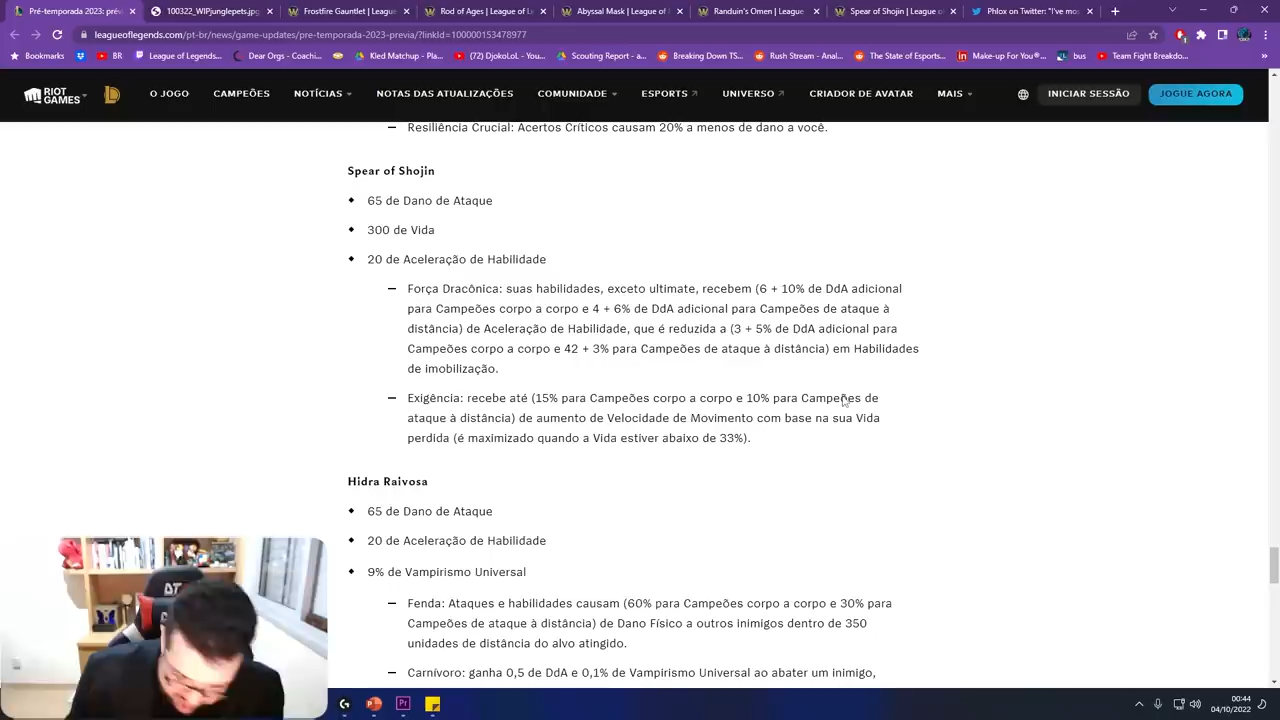 Pré-temporada 2023: pré
100322_WIPjunglepets.jpg
Frostfire Gauntlet | League
Rod of Ages | League of L
Abyssal Mask | League of
Randuin's Omen | League
Spear of Shojin | League o
Phlox on Twitter: "I've mos
leagueoflegends.com/pt-br/news/game-updates/pre-temporada-2023-previa/?linkId=100000153478977
Bookmarks
BR
League of Legends...
Dear Orgs - Coachi...
Kled Matchup - Pla...
(72) DjokoLoL - You...
Scouting Report - a...
Breaking Down TS...
Rush Stream - Anal...
The State of Esports...
Make-up For You®...
bus
Team Fight Breakdo...
RIOT GAMES
O JOGO
CAMPEÕES
NOTÍCIAS
NOTAS DAS ATUALIZAÇÕES
COMUNIDADE
ESPORTS
UNIVERSO
CRIADOR DE AVATAR
MAIS
INICIAR SESSÃO
JOGUE AGORA
— Resiliência Crucial: Acertos Críticos causam 20% a menos de dano a você.
Spear of Shojin
65 de Dano de Ataque
300 de Vida
20 de Aceleração de Habilidade
— Força Dracônica: suas habilidades, exceto ultimate, recebem (6 + 10% de DdA adicional
para Campeões corpo a corpo e 4 + 6% de DdA adicional para Campeões de ataque à
distância) de Aceleração de Habilidade, que é reduzida a (3 + 5% de DdA adicional para
Campeões corpo a corpo e 42 + 3% para Campeões de ataque à distância) em Habilidades
de imobilização.
— Exigência: recebe até (15% para Campeões corpo a corpo e 10% para Campeões de
ataque à distância) de aumento de Velocidade de Movimento com base na sua Vida
perdida (é maximizado quando a Vida estiver abaixo de 33%).
Hidra Raivosa
65 de Dano de Ataque
20 de Aceleração de Habilidade
9% de Vampirismo Universal
— Fenda: Ataques e habilidades causam (60% para Campeões corpo a corpo e 30% para
Campeões de ataque à distância) de Dano Físico a outros inimigos dentro de 350
unidades de distância do alvo atingido.
— Carnívoro: ganha 0,5 de DdA e 0,1% de Vampirismo Universal ao abater um inimigo,
00:44
04/10/2022